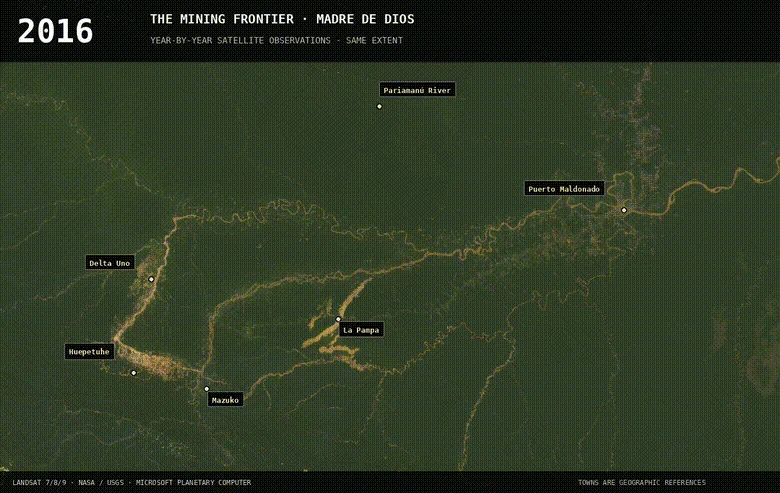 2016
THE MINING FRONTIER · MADRE DE DIOS
YEAR-BY-YEAR SATELLITE OBSERVATIONS · SAME EXTENT
Pariamanú River
Puerto Maldonado
Delta Uno
La Pampa
Huepetuhe
Mazuko
LANDSAT 7/8/9 · NASA / USGS · MICROSOFT PLANETARY COMPUTER
TOWNS ARE GEOGRAPHIC REFERENCES